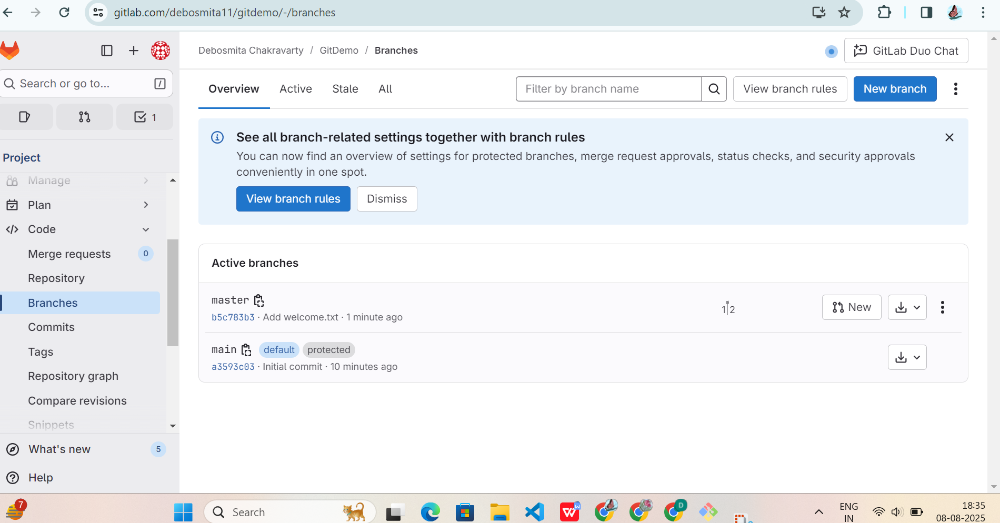 gitlab.com/debosmita11/gitdemo/-/branches
Debosmita Chakravarty / GitDemo / Branches
GitLab Duo Chat
Search or go to...
/
1
Project
Manage
Plan
Code
Merge requests 0
Repository
Branches
Commits
Tags
Repository graph
Compare revisions
Snippets
What's new 5
Help
Overview Active Stale All
Filter by branch name
View branch rules
New branch
See all branch-related settings together with branch rules
You can now find an overview of settings for protected branches, merge request approvals, status checks, and security approvals
conveniently in one spot.
View branch rules Dismiss
Active branches
master
1 2
New
b5c783b3 · Add welcome.txt · 1 minute ago
main default protected
a3593c03 · Initial commit · 10 minutes ago
7
Search
W
W
D
ENG
IN
18:35
08-08-2025